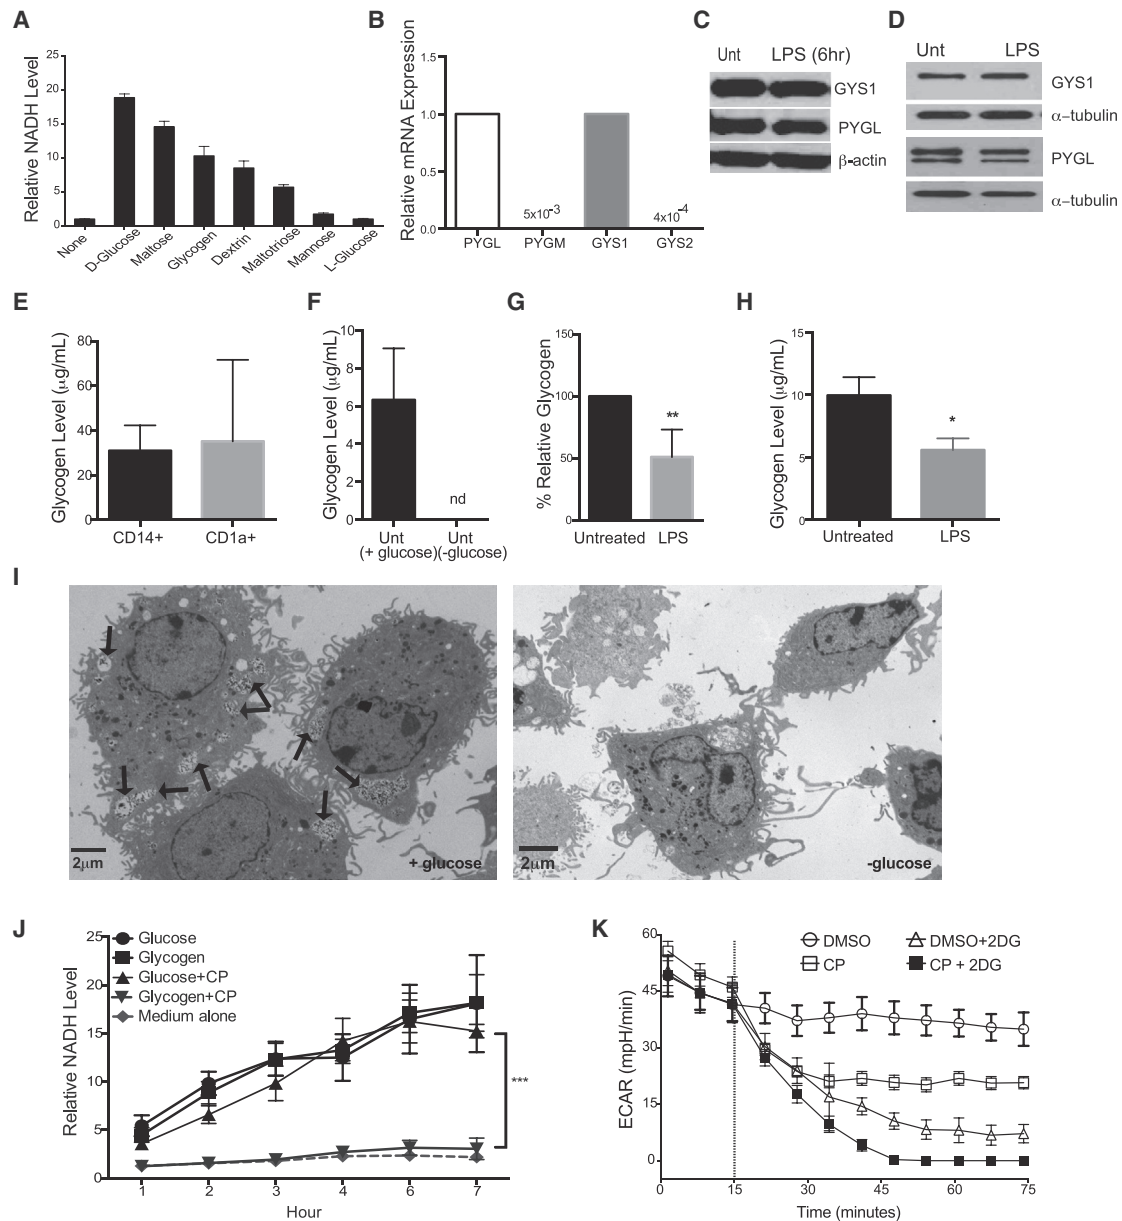 A
Relative NADH Level
25
20
15
10
5
0
None
D-Glucose
Maltose
Glycogen
Dextrin
Maltotriose
Mannose
L-Glucose
B
Relative mRNA Expression
1.5
1.0
0.5
0.0
5x10-3
4x10-4
PYGL
PYGM
GYS1
GYS2
C
Unt LPS (6hr)
GYS1
PYGL
β-actin
D
Unt LPS
GYS1
α-tubulin
PYGL
α-tubulin
E
Glycogen Level (μg/mL)
80
60
40
20
0
CD14+ CD1a+
F
Glycogen Level (μg/mL)
10
8
6
4
2
0
nd
Unt Unt
(+ glucose)(-glucose)
G
% Relative Glycogen
150
100
50
0
**
Untreated LPS
H
Glycogen Level (μg/mL)
15
10
5
0
*
Untreated LPS
I
2μm
+ glucose
2μm
-glucose
J
Relative NADH Level
25
20
15
10
5
0
Glucose
Glycogen
Glucose+CP
Glycogen+CP
Medium alone
***
1 2 3 4 6 7
Hour
K
ECAR (mpH/min)
60
45
30
15
0
DMSO DMSO+2DG
CP CP + 2DG
0 15 30 45 60 75
Time (minutes)